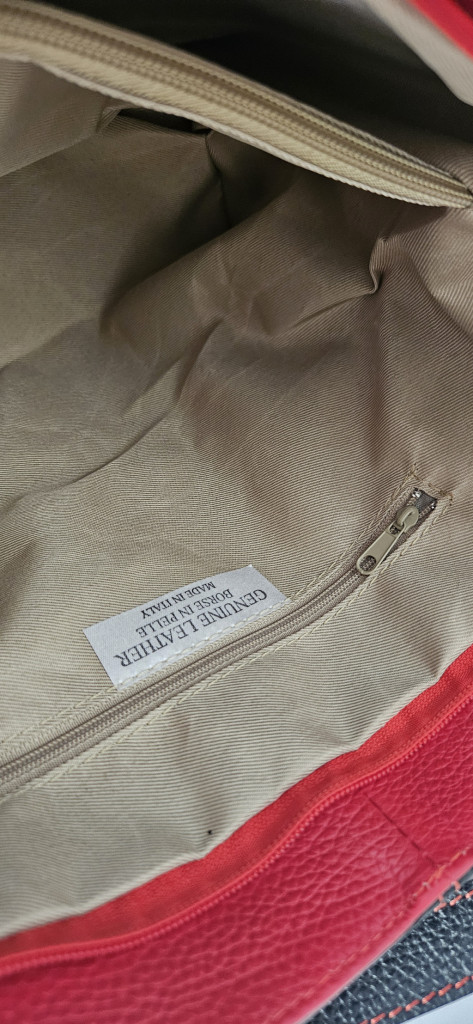 GENUINE LEATHER
BORSE IN PELLE
MADE IN ITALY